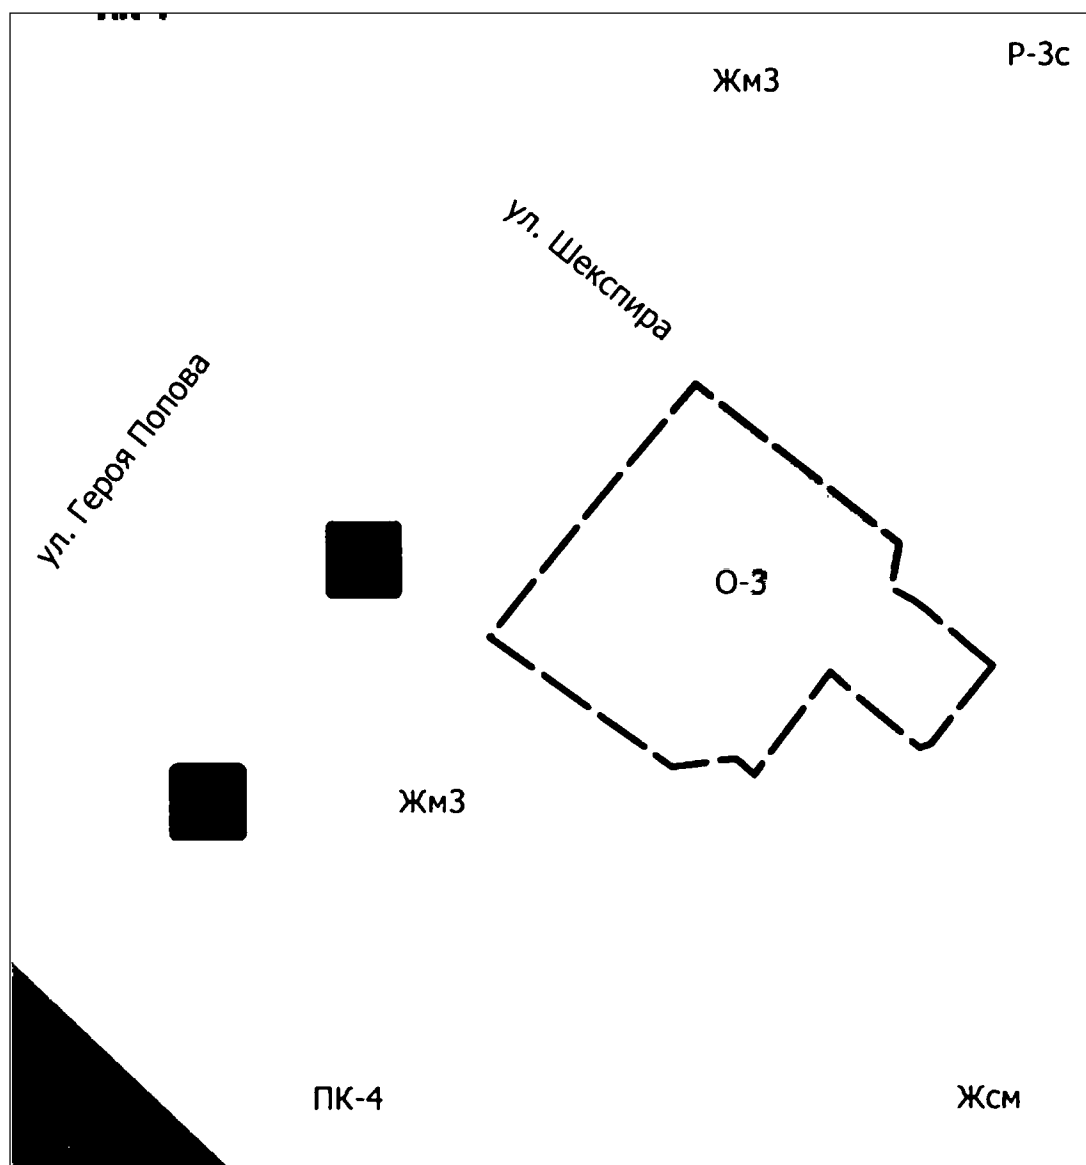 Р-3с
Жм3
ул. Шекспира
ул. Героя Попова
О-3
Жм3
ПК-4
Жсм